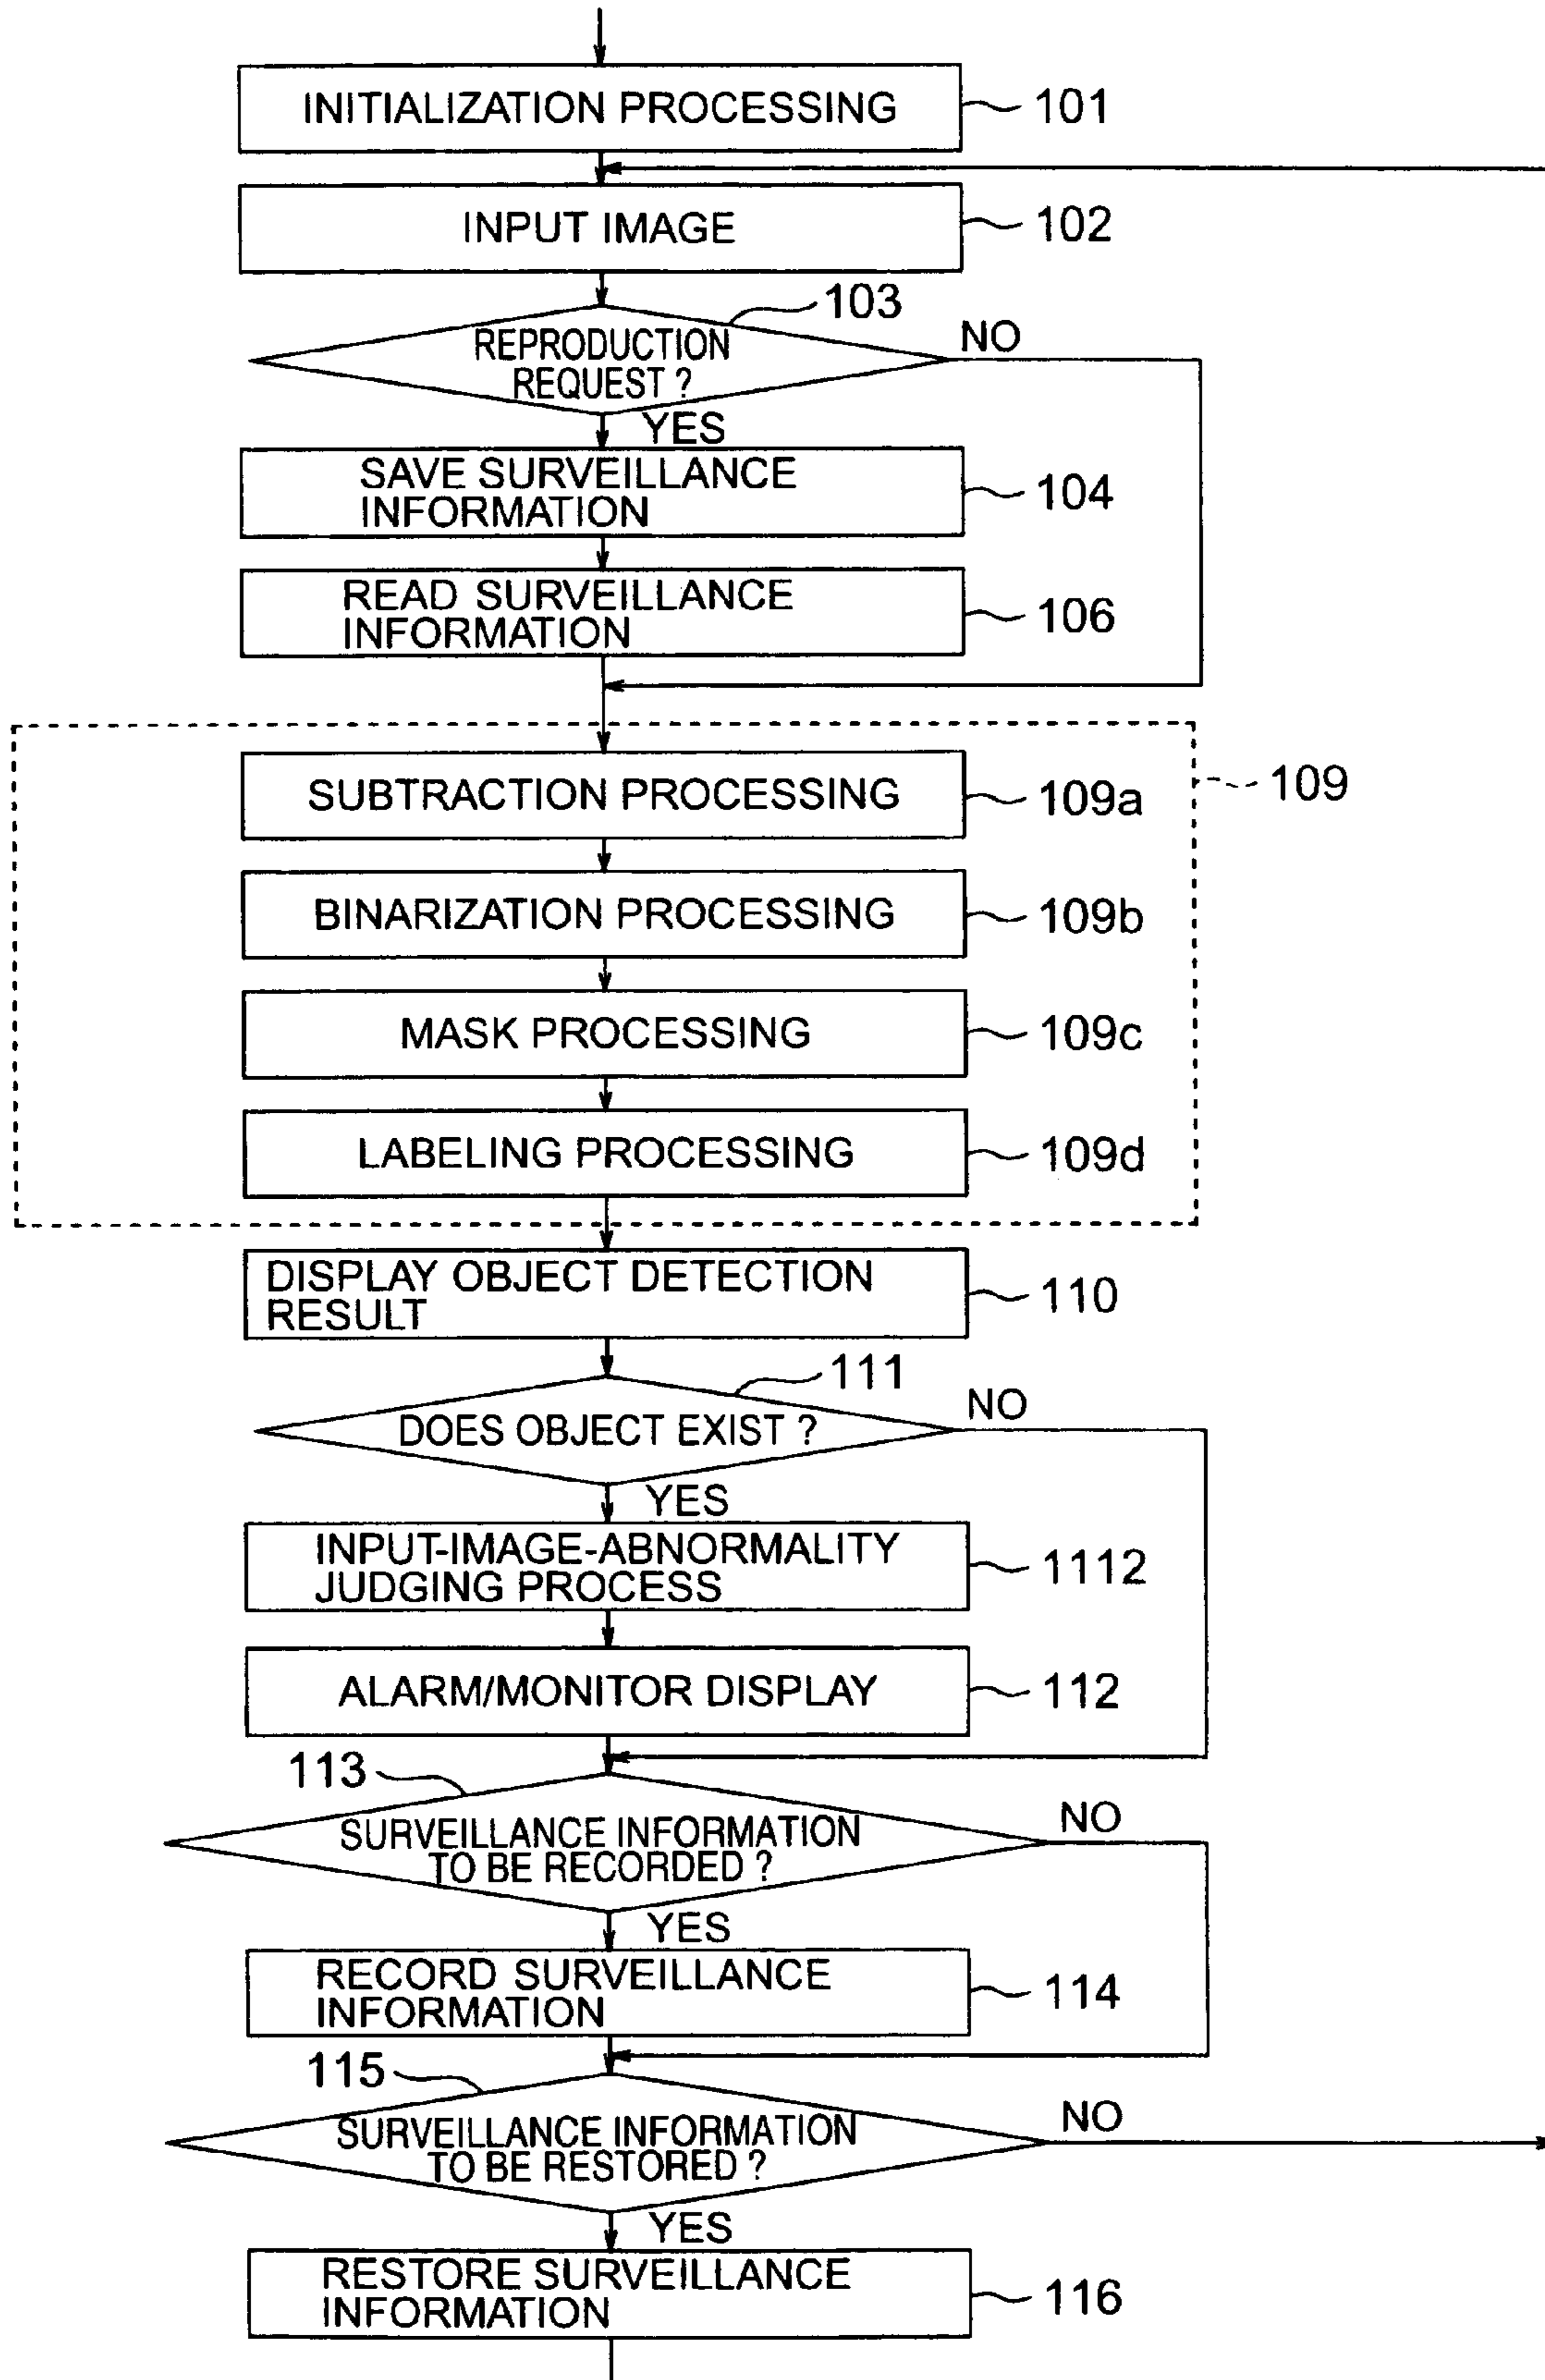 INITIALIZATION PROCESSING
101
INPUT IMAGE
102
103
REPRODUCTION
REQUEST ?
NO
YES
SAVE SURVEILLANCE
INFORMATION
104
READ SURVEILLANCE
INFORMATION
106
109
SUBTRACTION PROCESSING
109a
BINARIZATION PROCESSING
109b
MASK PROCESSING
109c
LABELING PROCESSING
109d
DISPLAY OBJECT DETECTION
RESULT
110
111
DOES OBJECT EXIST ?
NO
YES
INPUT-IMAGE-ABNORMALITY
JUDGING PROCESS
1112
ALARM/MONITOR DISPLAY
112
113
SURVEILLANCE INFORMATION
TO BE RECORDED ?
NO
YES
RECORD SURVEILLANCE
INFORMATION
114
115
SURVEILLANCE INFORMATION
TO BE RESTORED ?
NO
YES
RESTORE SURVEILLANCE
INFORMATION
116